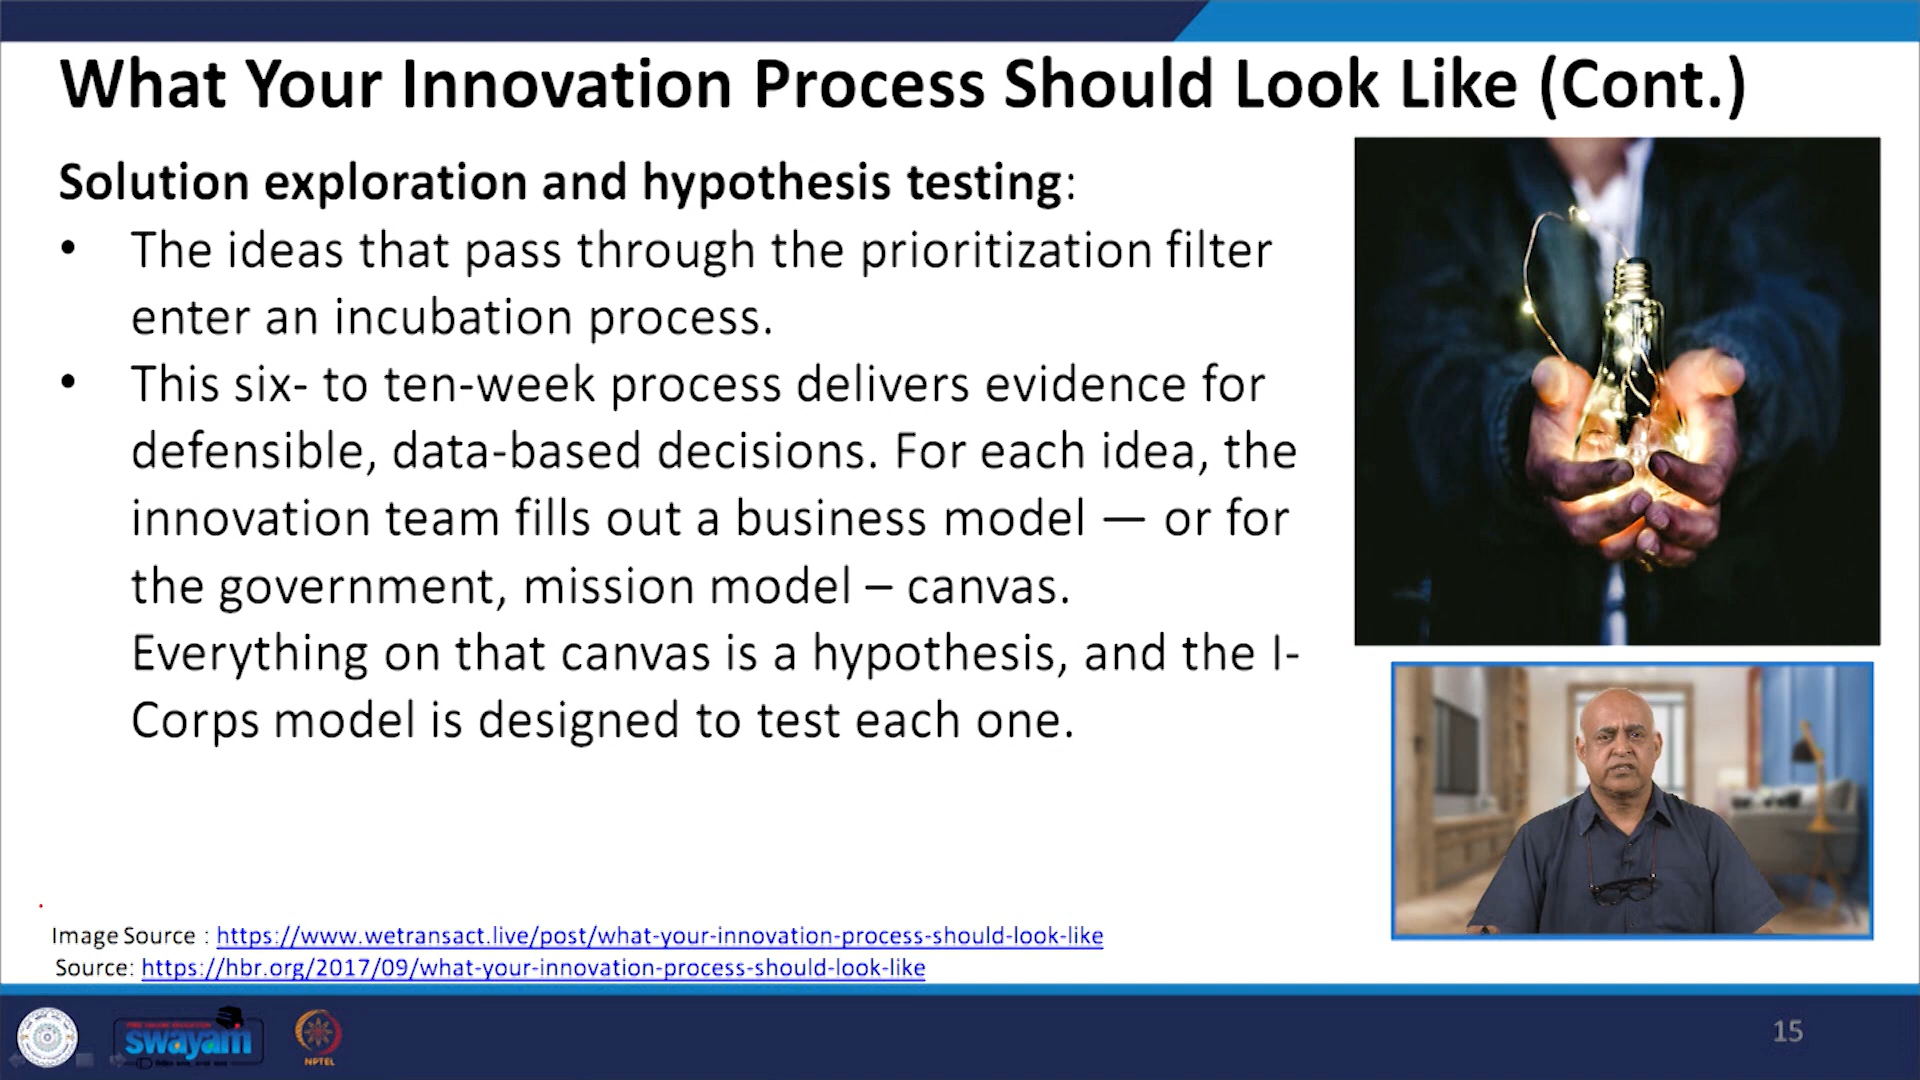 What Your Innovation Process Should Look Like (Cont.)
Solution exploration and hypothesis testing:
• The ideas that pass through the prioritization filter
enter an incubation process.
• This six- to ten-week process delivers evidence for
defensible, data-based decisions. For each idea, the
innovation team fills out a business model — or for
the government, mission model – canvas.
Everything on that canvas is a hypothesis, and the I-
Corps model is designed to test each one.
Image Source : https://www.wetransact.live/post/what-your-innovation-process-should-look-like
Source: https://hbr.org/2017/09/what-your-innovation-process-should-look-like
swayam
NPTEL
15